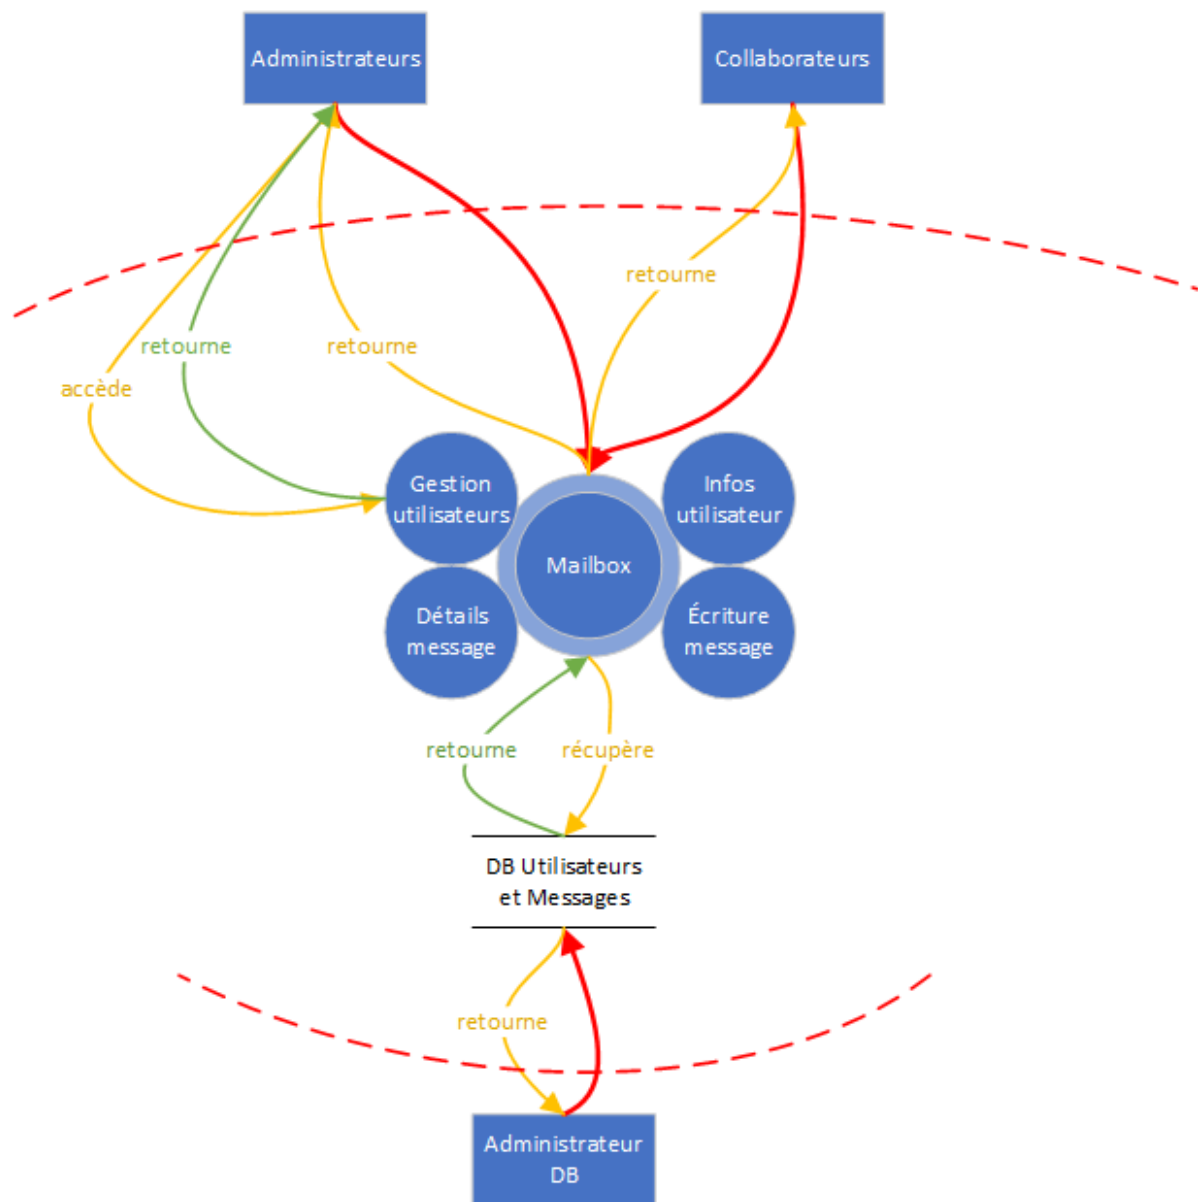 Administrateurs
Collaborateurs
retourne
retourne
retourne
accède
Gestion
utilisateurs
Infos
utilisateur
Mailbox
Détails
message
Écriture
message
retourne
récupère
DB Utilisateurs
et Messages
retourne
Administrateur
DB